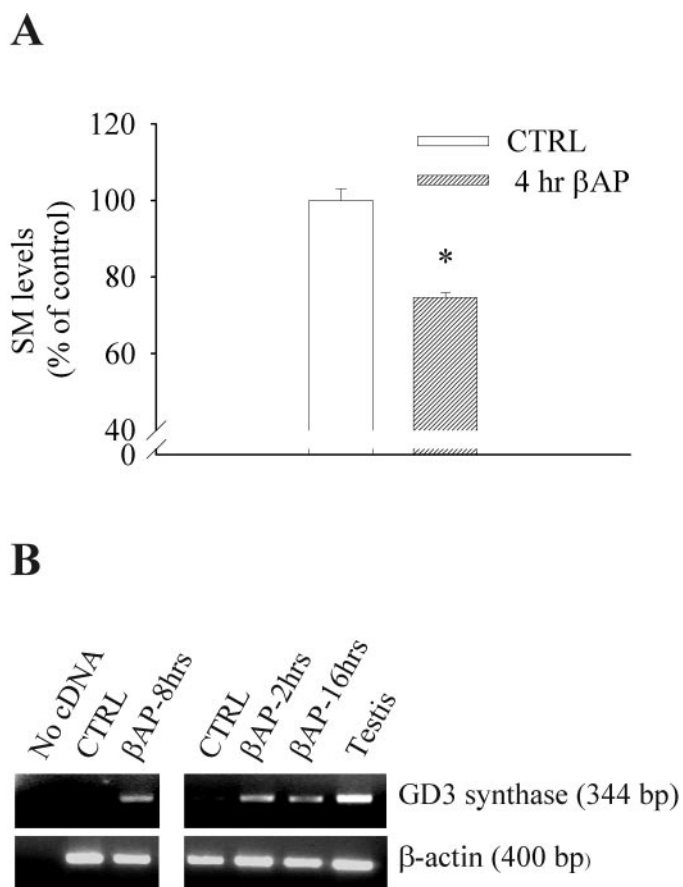 A
120
100
80
60
40
0
SM levels
(% of control)
CTRL
4 hr βAP
*
B
No cDNA
CTRL
βAP-8hrs
CTRL
βAP-2hrs
βAP-16hrs
Testis
GD3 synthase (344 bp)
β-actin (400 bp)